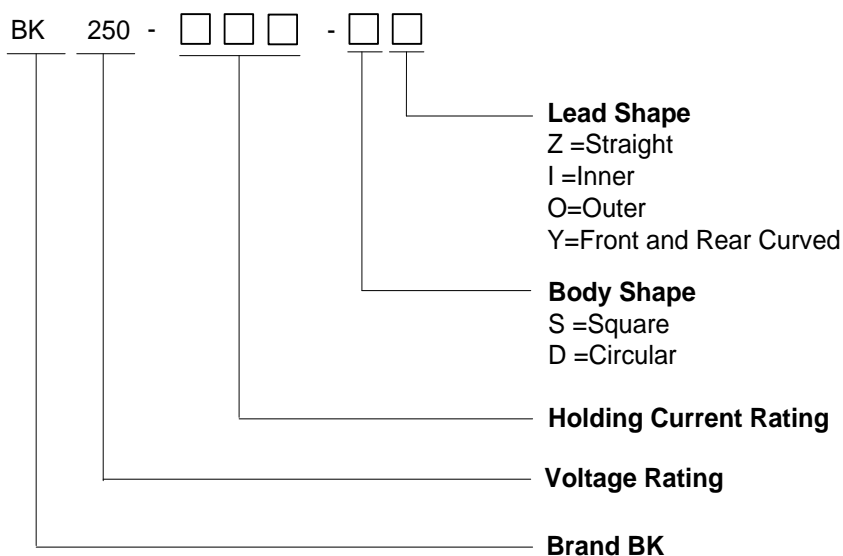 BK 250 - □□□ - □□
Lead Shape
Z =Straight
I =Inner
O=Outer
Y=Front and Rear Curved
Body Shape
S =Square
D =Circular
Holding Current Rating
Voltage Rating
Brand BK